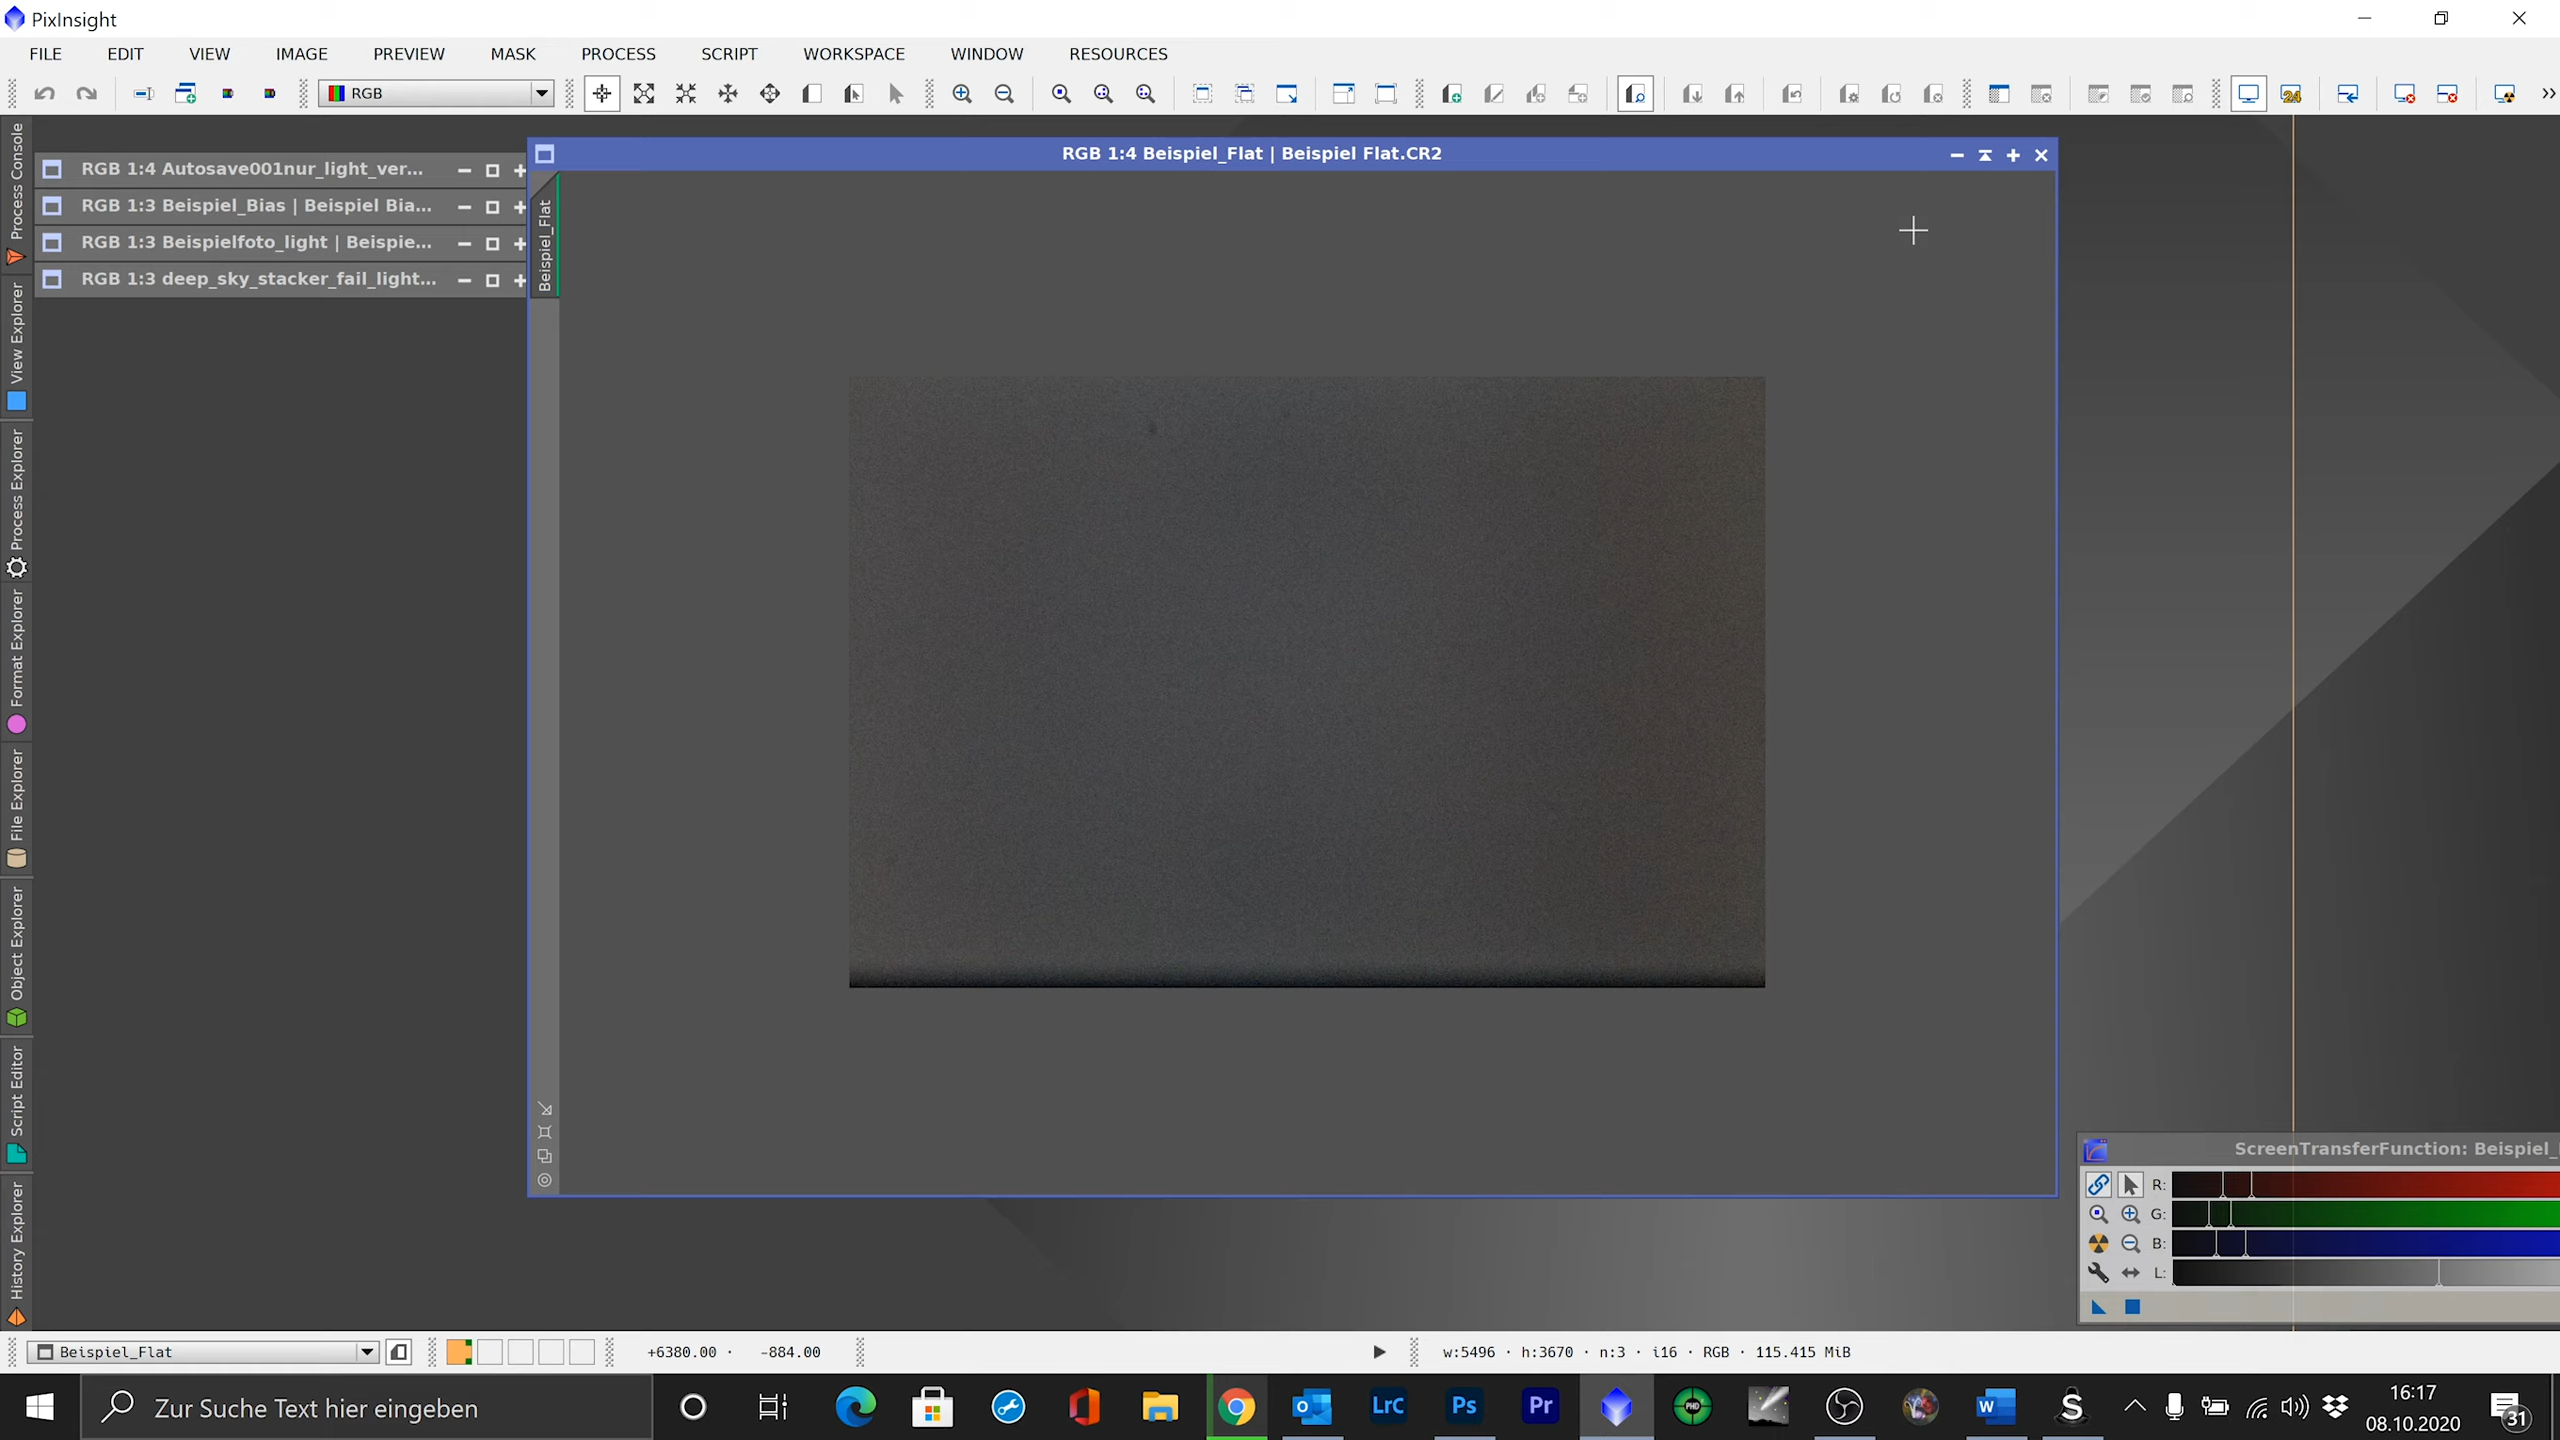 PixInsight
FILE EDIT VIEW IMAGE PREVIEW MASK PROCESS SCRIPT WORKSPACE WINDOW RESOURCES
RGB
24
Process Console
View Explorer
Process Explorer
Format Explorer
File Explorer
Object Explorer
Script Editor
History Explorer
RGB 1:4 Autosave001nur_light_ver...
RGB 1:3 Beispiel_Bias | Beispiel Bia...
RGB 1:3 Beispielfoto_light | Beispie...
RGB 1:3 deep_sky_stacker_fail_light...
RGB 1:4 Beispiel_Flat | Beispiel Flat.CR2
Beispiel_Flat
ScreenTransferFunction: Beispiel_
R:
G:
B:
L:
Beispiel_Flat
+6380.00 · -884.00
w:5496 · h:3670 · n:3 · i16 · RGB · 115.415 MiB
Zur Suche Text hier eingeben
LrC
Ps
Pr
PHD
16:17
08.10.2020
31